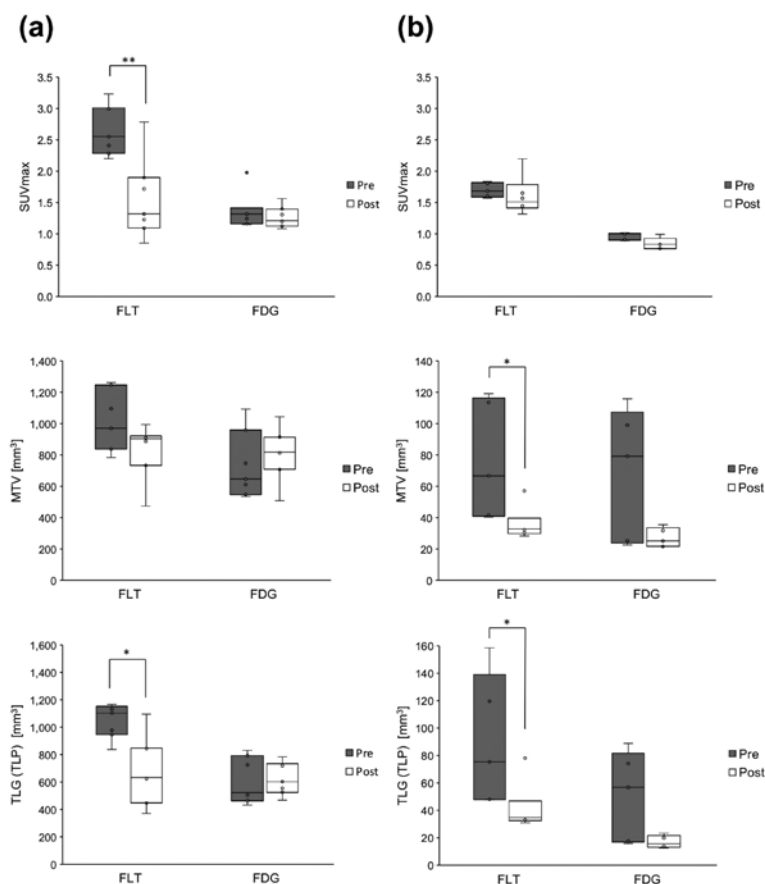 (a)
**
3.5
3.0
2.5
2.0
1.5
1.0
0.5
0.0
SUVmax
FLT
FDG
Pre
Post
(b)
3.5
3.0
2.5
2.0
1.5
1.0
0.5
0.0
SUVmax
FLT
FDG
Pre
Post
1,400
1,200
1,000
800
600
400
200
0
MTV [mm³]
FLT
FDG
Pre
Post
*
140
120
100
80
60
40
20
0
MTV [mm³]
FLT
FDG
Pre
Post
*
1,600
1,400
1,200
1,000
800
600
400
200
0
TLG (TLP) [mm³]
FLT
FDG
Pre
Post
*
160
140
120
100
80
60
40
20
0
TLG (TLP) [mm³]
FLT
FDG
Pre
Post